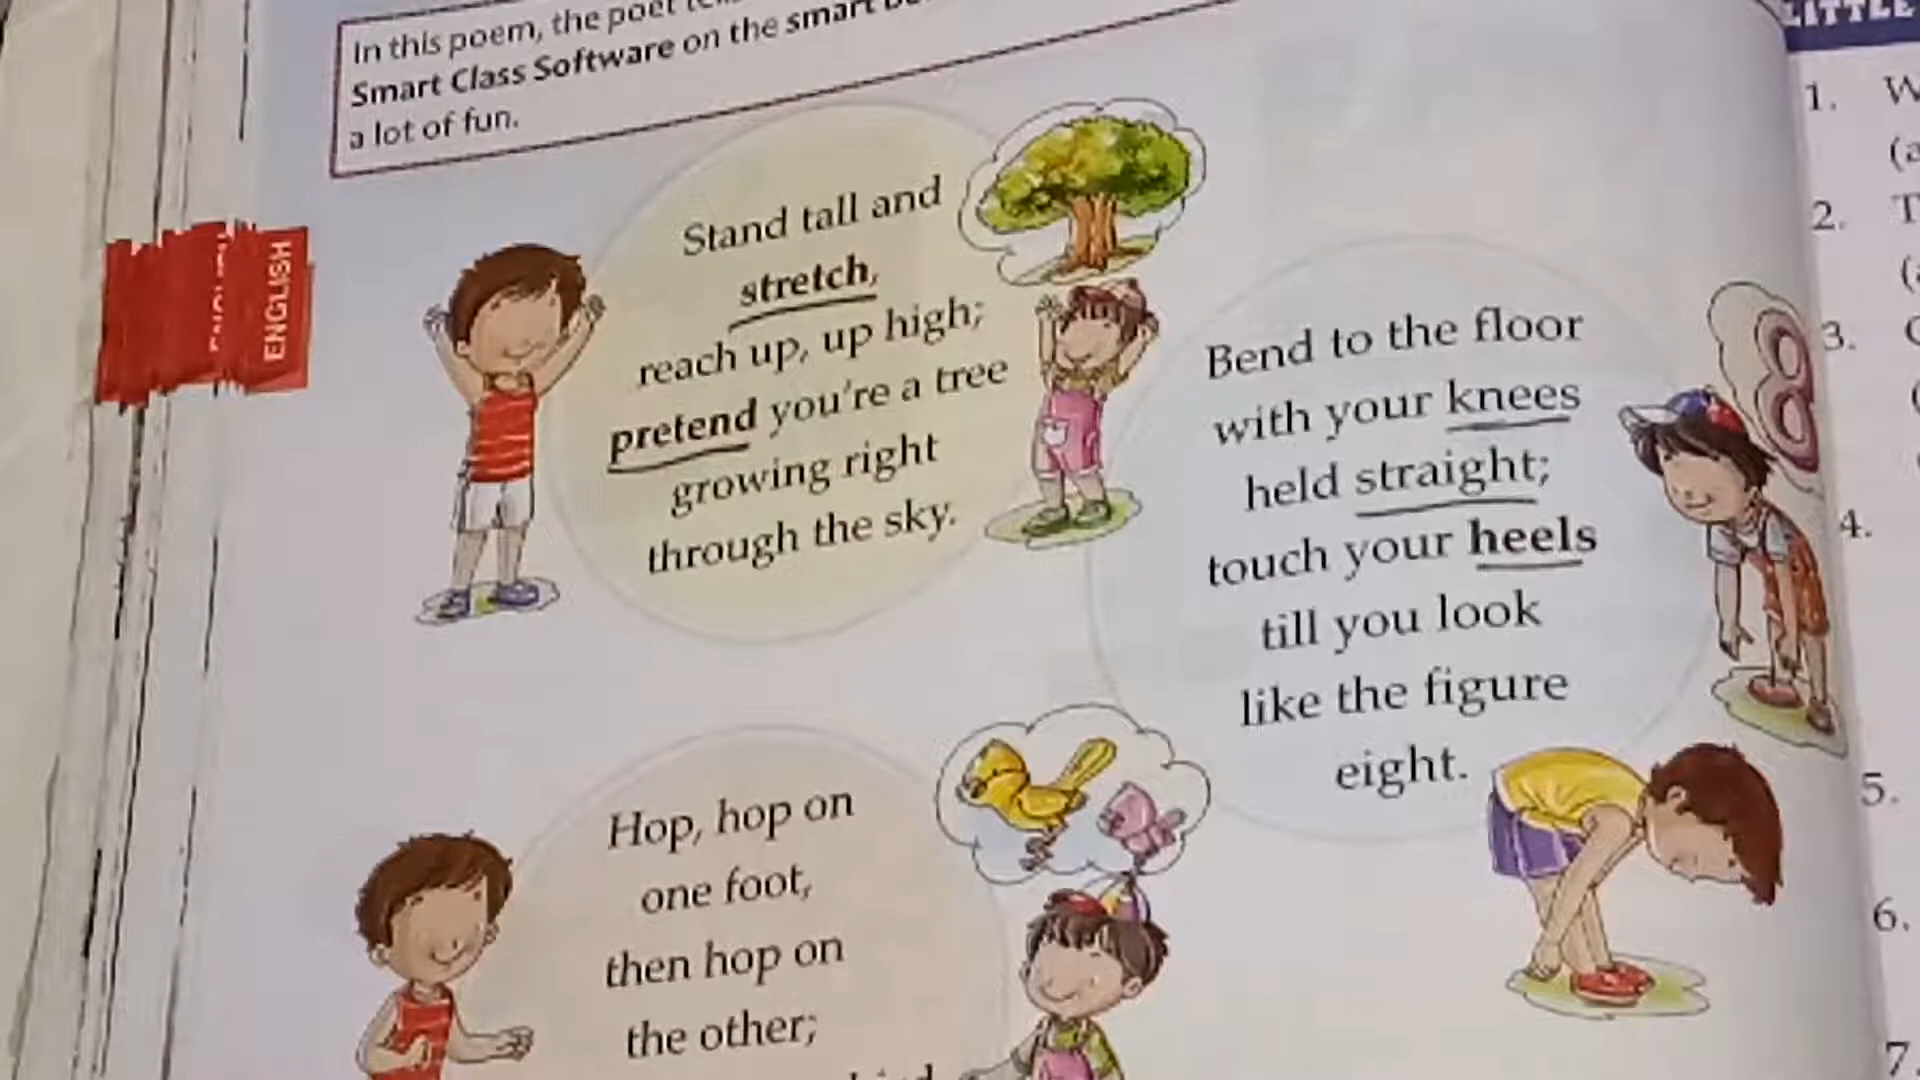 In this poem, the poet
Smart Class Software on the smart
a lot of fun.
ENGLISH
Stand tall and
stretch,
reach up, up high;
pretend you're a tree
growing right
through the sky.
Bend to the floor
with your knees
held straight;
touch your heels
till you look
like the figure
eight.
8
Hop, hop on
one foot,
then hop on
the other;
LITTLE
1.
2.
3.
4.
5.
6.
7.